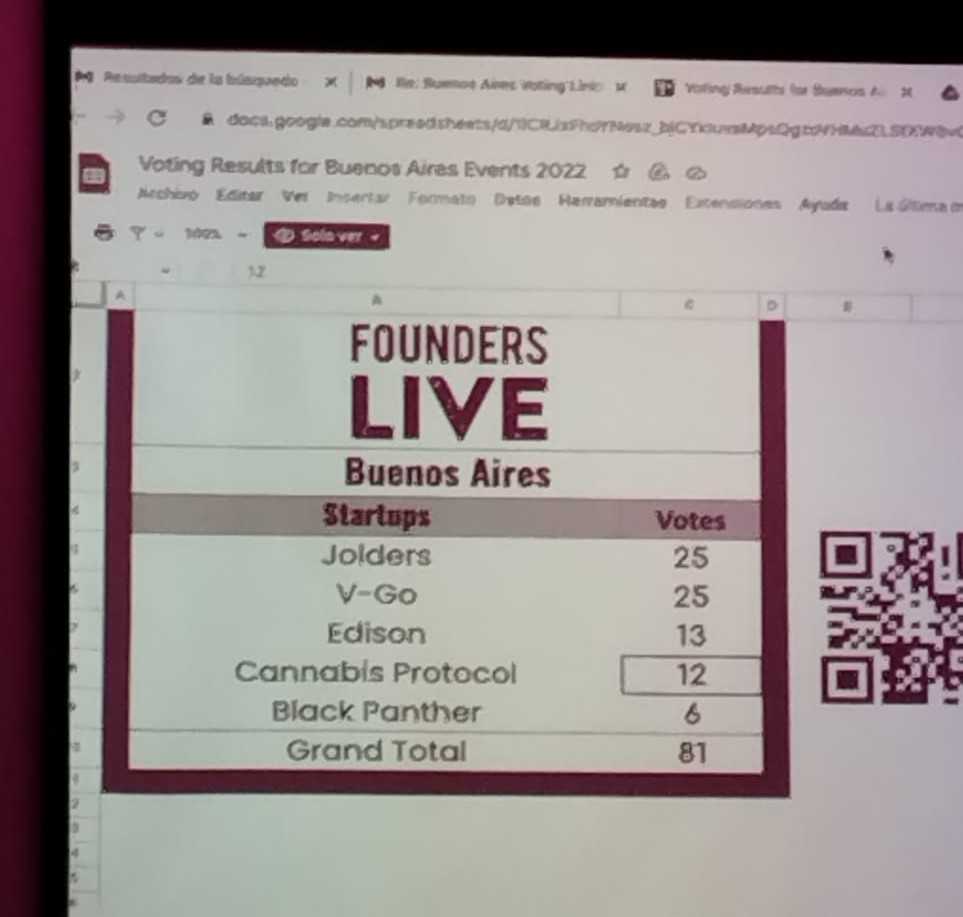 Resultados de la búsqueda
Re: Buenos Aires Voting Link
Voting Results for Buenos A
docs.google.com/spreadsheets/d/
Voting Results for Buenos Aires Events 2022
Archivo Editar Ver Insertar Formato Datos Herramientas Extensiones Ayuda La última
100% Solo ver
12
A B C D E
FOUNDERS
LIVE
Buenos Aires
Startups Votes
Jolders 25
V-Go 25
Edison 13
Cannabis Protocol 12
Black Panther 6
Grand Total 81